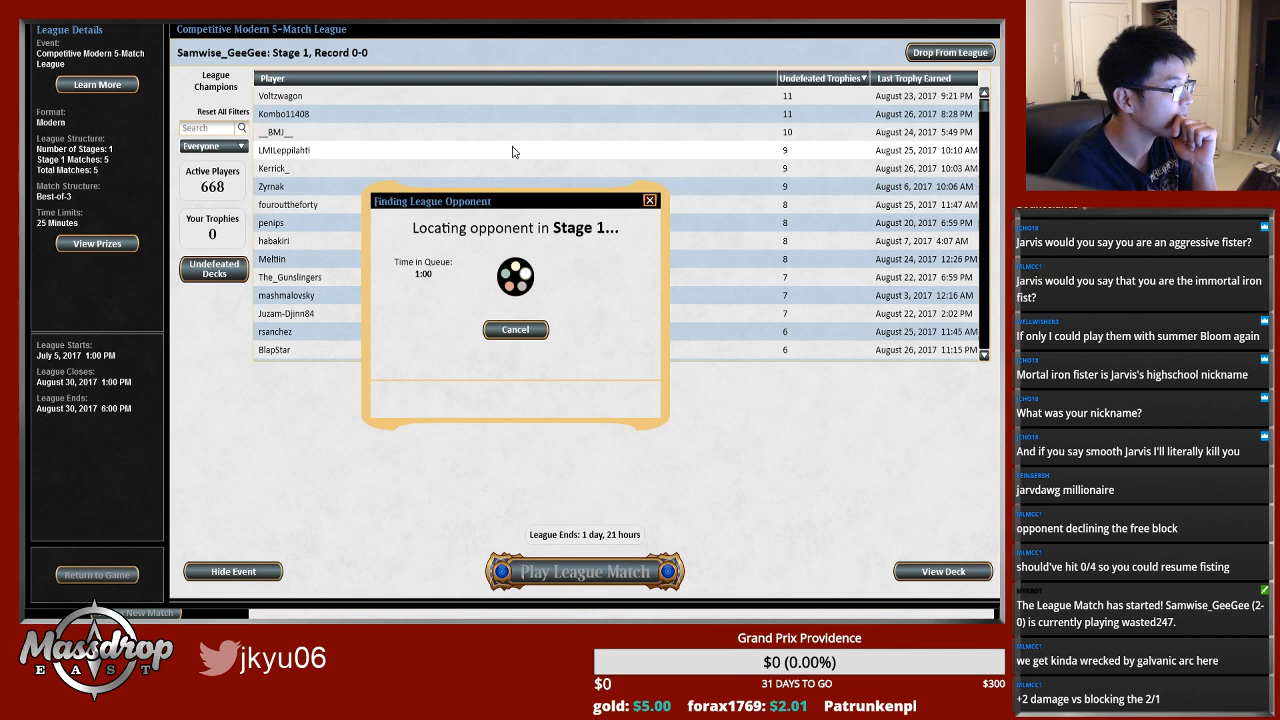 League Details
Event:
Competitive Modern 5-Match
League
Learn More
Format:
Modern
League Structure:
Number of Stages: 1
Stage 1 Matches: 5
Total Matches: 5
Match Structure:
Best-of-3
Time Limits:
25 Minutes
View Prizes
League Starts:
July 5, 2017 1:00 PM
League Closes:
August 30, 2017 1:00 PM
League Ends:
August 30, 2017 6:00 PM
Return to Game
New Match
Competitive Modern 5-Match League
Samwise_GeeGee: Stage 1, Record 0-0
Drop From League
League
Champions
Reset All Filters
Search
Everyone
Active Players
668
Your Trophies
0
Undefeated
Decks
Player Undefeated Trophies Last Trophy Earned
Voltzwagon 11 August 23, 2017 9:21 PM
Kombo11408 11 August 26, 2017 8:28 PM
__BMJ__ 10 August 24, 2017 5:49 PM
LMILeppilahti 9 August 25, 2017 10:10 AM
Kerrick_ 9 August 26, 2017 10:03 AM
Zyrnak 9 August 6, 2017 10:06 AM
fourouttheforty 8 August 25, 2017 11:47 AM
penips 8 August 20, 2017 6:59 PM
habakiri 8 August 7, 2017 4:07 AM
Meltiin 8 August 24, 2017 12:26 PM
The_Gunslingers 7 August 22, 2017 6:59 PM
mashmalovsky 7 August 3, 2017 12:16 AM
Juzam-Djinn84 7 August 22, 2017 2:02 PM
rsanchez 6 August 25, 2017 11:45 AM
BlapStar 6 August 26, 2017 11:15 PM
Finding League Opponent
Locating opponent in Stage 1...
Time in Queue:
1:00
Cancel
League Ends: 1 day, 21 hours
Hide Event
Play League Match
View Deck
JCHO18
Jarvis would you say you are an aggressive fister?
MLMCC1
Jarvis would you say that you are the immortal iron
fist?
WELLWISHER3
If only I could play them with summer Bloom again
JCHO18
Mortal iron fister is Jarvis's highschool nickname
JCHO18
What was your nickname?
JCHO18
And if you say smooth Jarvis I'll literally kill you
FEINGERSH
jarvdawg millionaire
MLMCC1
opponent declining the free block
MLMCC1
should've hit 0/4 so you could resume fisting
MTGBOT
The League Match has started! Samwise_GeeGee (2-
0) is currently playing wasted247.
MLMCC1
we get kinda wrecked by galvanic arc here
MLMCC1
+2 damage vs blocking the 2/1
Massdrop
EAST
jkyu06
Grand Prix Providence
$0 (0.00%)
$0 31 DAYS TO GO $300
gold: $5.00 forax1769: $2.01 Patrunkenpl